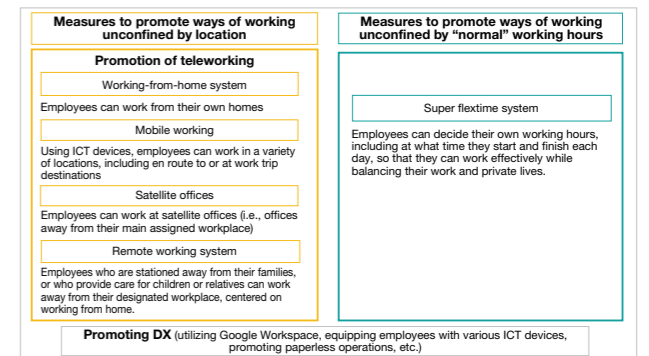 Measures to promote ways of working
unconfined by location
Promotion of teleworking
Working-from-home system
Employees can work from their own homes
Mobile working
Using ICT devices, employees can work in a variety
of locations, including en route to or at work trip
destinations
Satellite offices
Employees can work at satellite offices (i.e., offices
away from their main assigned workplace)
Remote working system
Employees who are stationed away from their families,
or who provide care for children or relatives can work
away from their designated workplace, centered on
working from home.
Measures to promote ways of working
unconfined by “normal” working hours
Super flextime system
Employees can decide their own working hours,
including at what time they start and finish each
day, so that they can work effectively while
balancing their work and private lives.
Promoting DX (utilizing Google Workspace, equipping employees with various ICT devices,
promoting paperless operations, etc.)